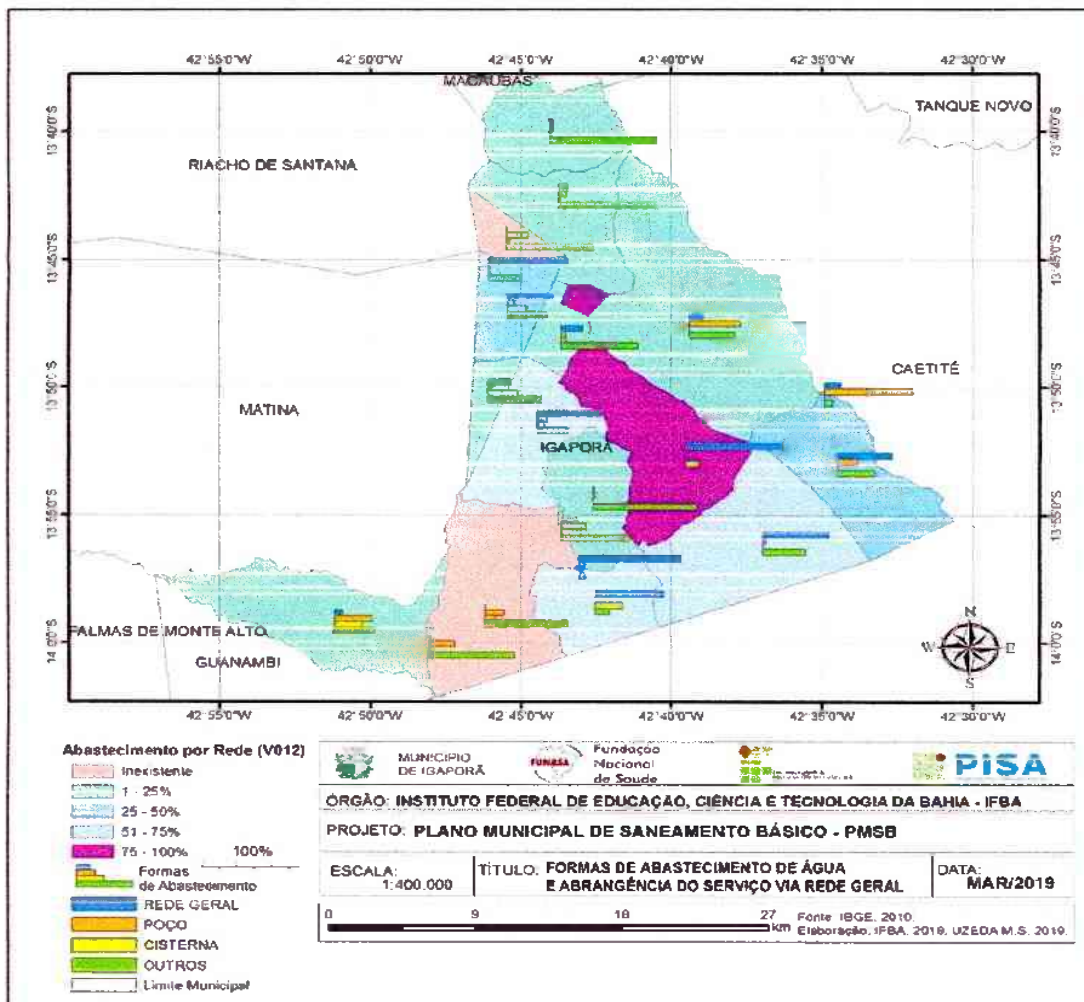 42°55'0"W 42°50'0"W 42°45'0"W 42°40'0"W 42°35'0"W 42°30'0"W
MACAÚBAS
TANQUE NOVO
13°40'0"S 13°40'0"S
RIACHO DE SANTANA
13°45'0"S 13°45'0"S
CAETITÉ
13°50'0"S 13°50'0"S
MATINA
IGAPORÃ
13°55'0"S 13°55'0"S
PALMAS DE MONTE ALTO
14°0'0"S 14°0'0"S
GUANAMBI
N
W E
S
42°55'0"W 42°50'0"W 42°45'0"W 42°40'0"W 42°35'0"W 42°30'0"W
Abastecimento por Rede (V012)
Inexistente
1 - 25%
25 - 50%
51 - 75%
75 - 100%
100%
Formas
de Abastecimento
REDE GERAL
POÇO
CISTERNA
OUTROS
Limite Municipal
MUNICÍPIO
DE IGAPORÃ
FUNASA
Fundação
Nacional
de Saúde
PISA
ÓRGÃO: INSTITUTO FEDERAL DE EDUCAÇÃO, CIÊNCIA E TECNOLOGIA DA BAHIA - IFBA
PROJETO: PLANO MUNICIPAL DE SANEAMENTO BÁSICO - PMSB
ESCALA:
1:400.000
TÍTULO: FORMAS DE ABASTECIMENTO DE ÁGUA
E ABRANGÊNCIA DO SERVIÇO VIA REDE GERAL
DATA:
MAR/2019
0 9 18 27
km
Fonte: IBGE, 2010.
Elaboração: IFBA, 2019. UZEDA M.S. 2019.